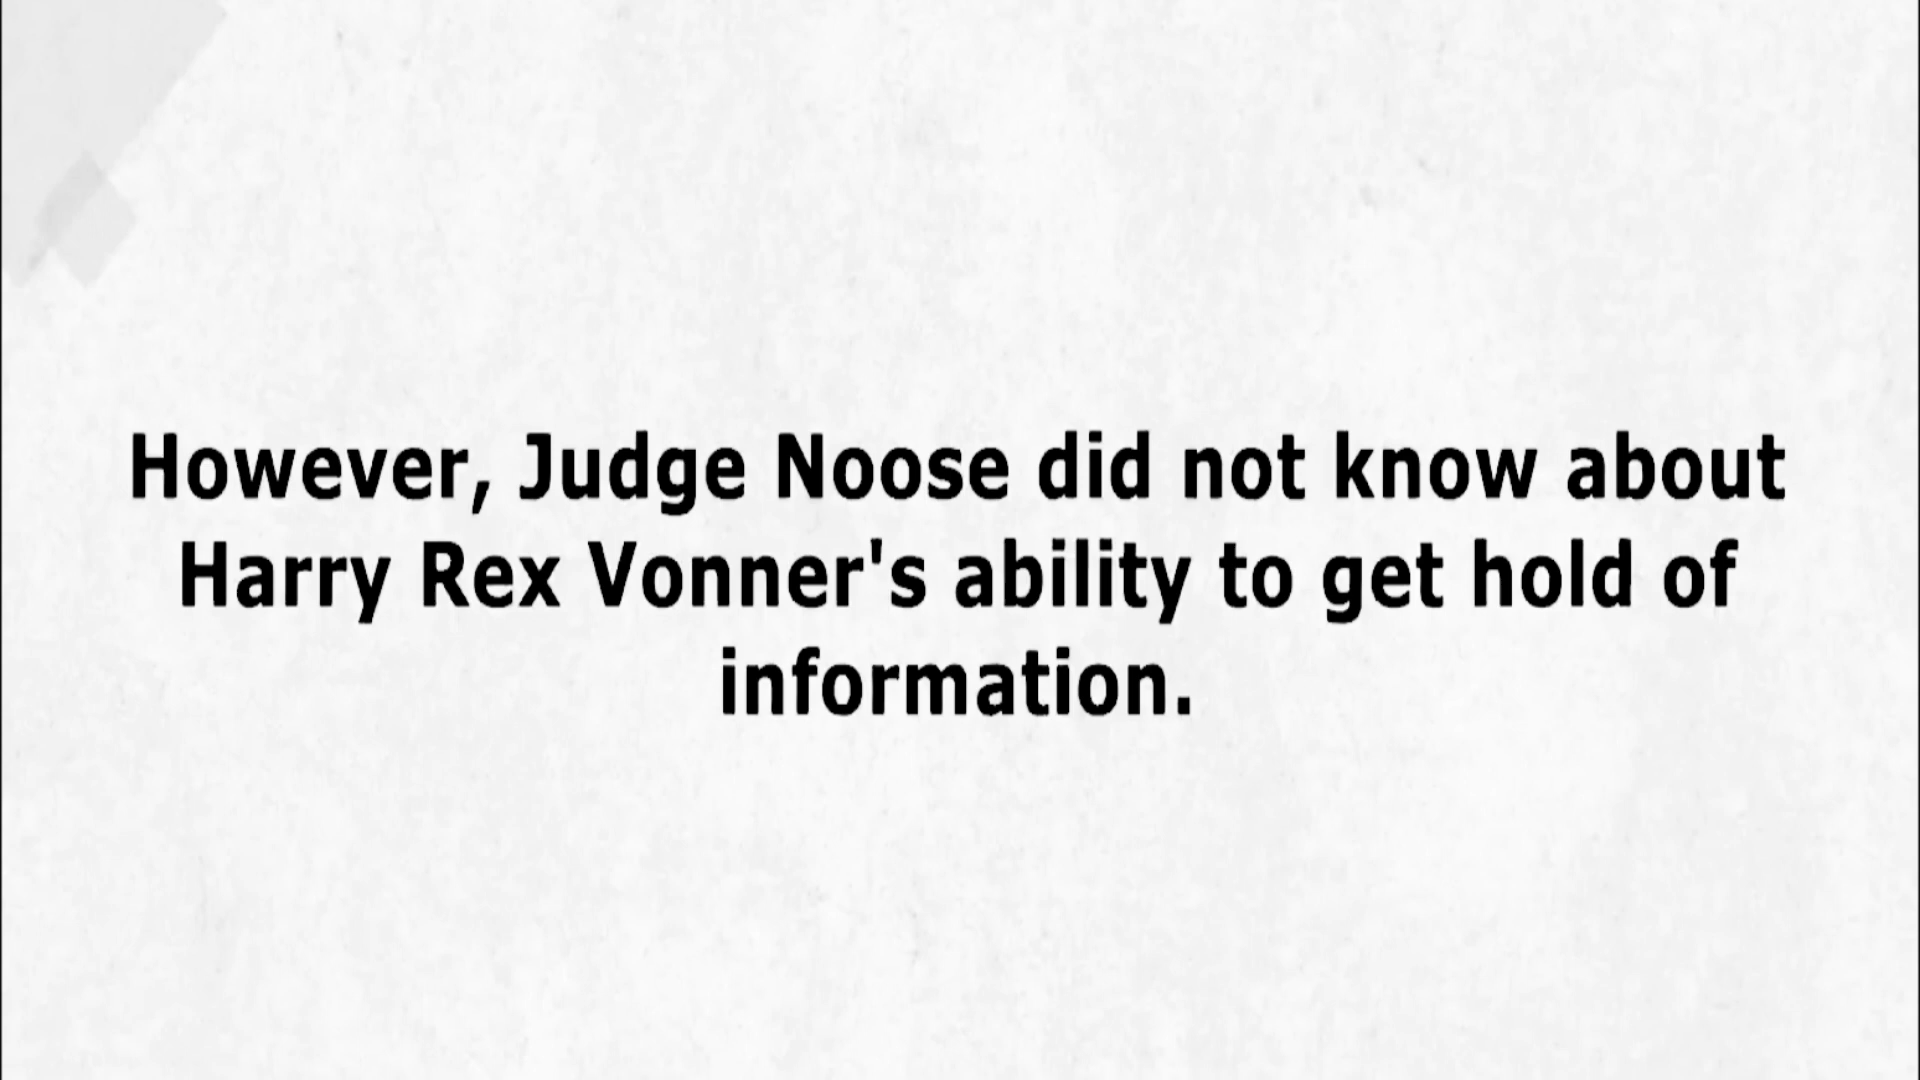 However, Judge Noose did not know about
Harry Rex Vonner's ability to get hold of
information.